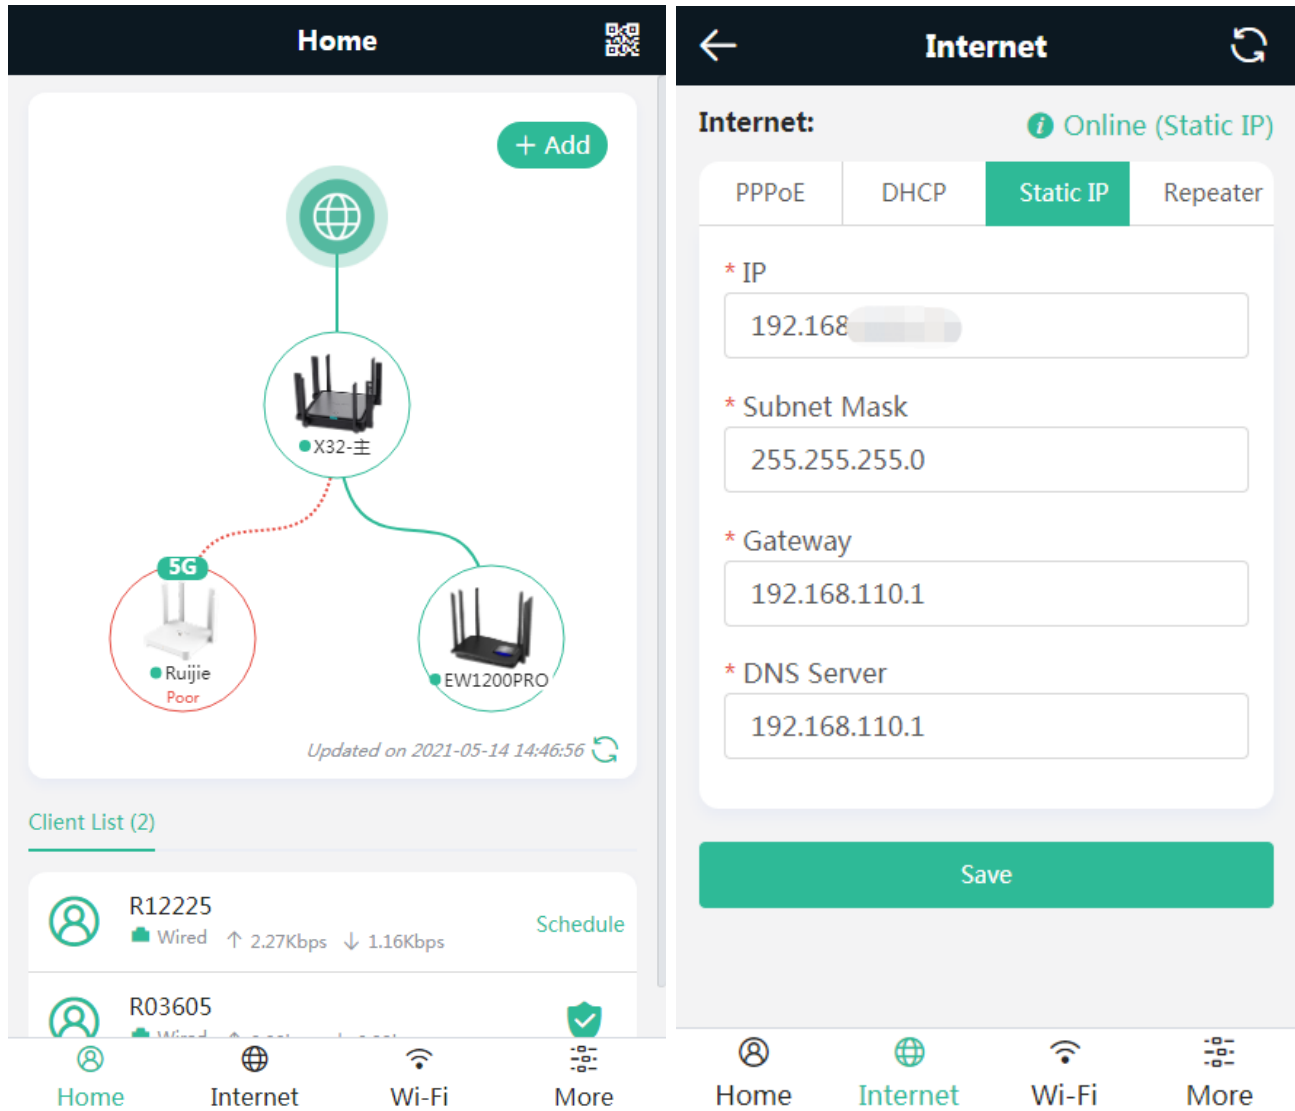 Home
+ Add
X32-主
5G
Ruijie
Poor
EW1200PRO
Updated on 2021-05-14 14:46:56
Client List (2)
R12225
Wired ↑ 2.27Kbps ↓ 1.16Kbps
Schedule
R03605
Wired
Home
Internet
Wi-Fi
More
Internet
Internet:
Online (Static IP)
PPPoE
DHCP
Static IP
Repeater
* IP
192.168
* Subnet Mask
255.255.255.0
* Gateway
192.168.110.1
* DNS Server
192.168.110.1
Save
Home
Internet
Wi-Fi
More